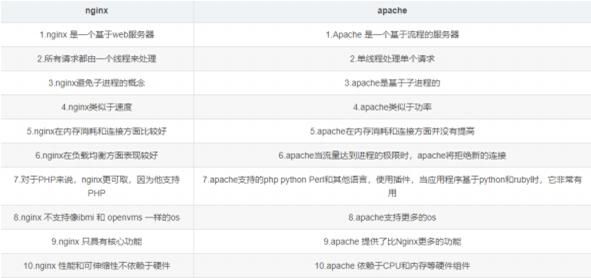 nginx apache
1.nginx 是一个基于web服务器 1.Apache 是一个基于流程的服务器
2.所有请求都由一个线程来处理 2.单线程处理单个请求
3.nginx避免子进程的概念 3.apache是基于子进程的
4.nginx类似于速度 4.apache类似于功率
5.nginx在内存消耗和连接方面比较好 5.apache在内存消耗和连接方面并没有提高
6.nginx在负载均衡方面表现较好 6.apache当流量达到进程的极限时，apache将拒绝新的连接
7.对于PHP来说，nginx更可取，因为他支持 7.apache支持的php python Perl和其他语言，使用插件，当应用程序基于python和ruby时，它非常有
PHP 用
8.nginx 不支持像ibmi 和 openvms 一样的os 8.apache支持更多的os
9.nginx 只具有核心功能 9.apache 提供了比Nginx更多的功能
10.nginx 性能和可伸缩性不依赖于硬件 10.apache 依赖于CPU和内存等硬件组件